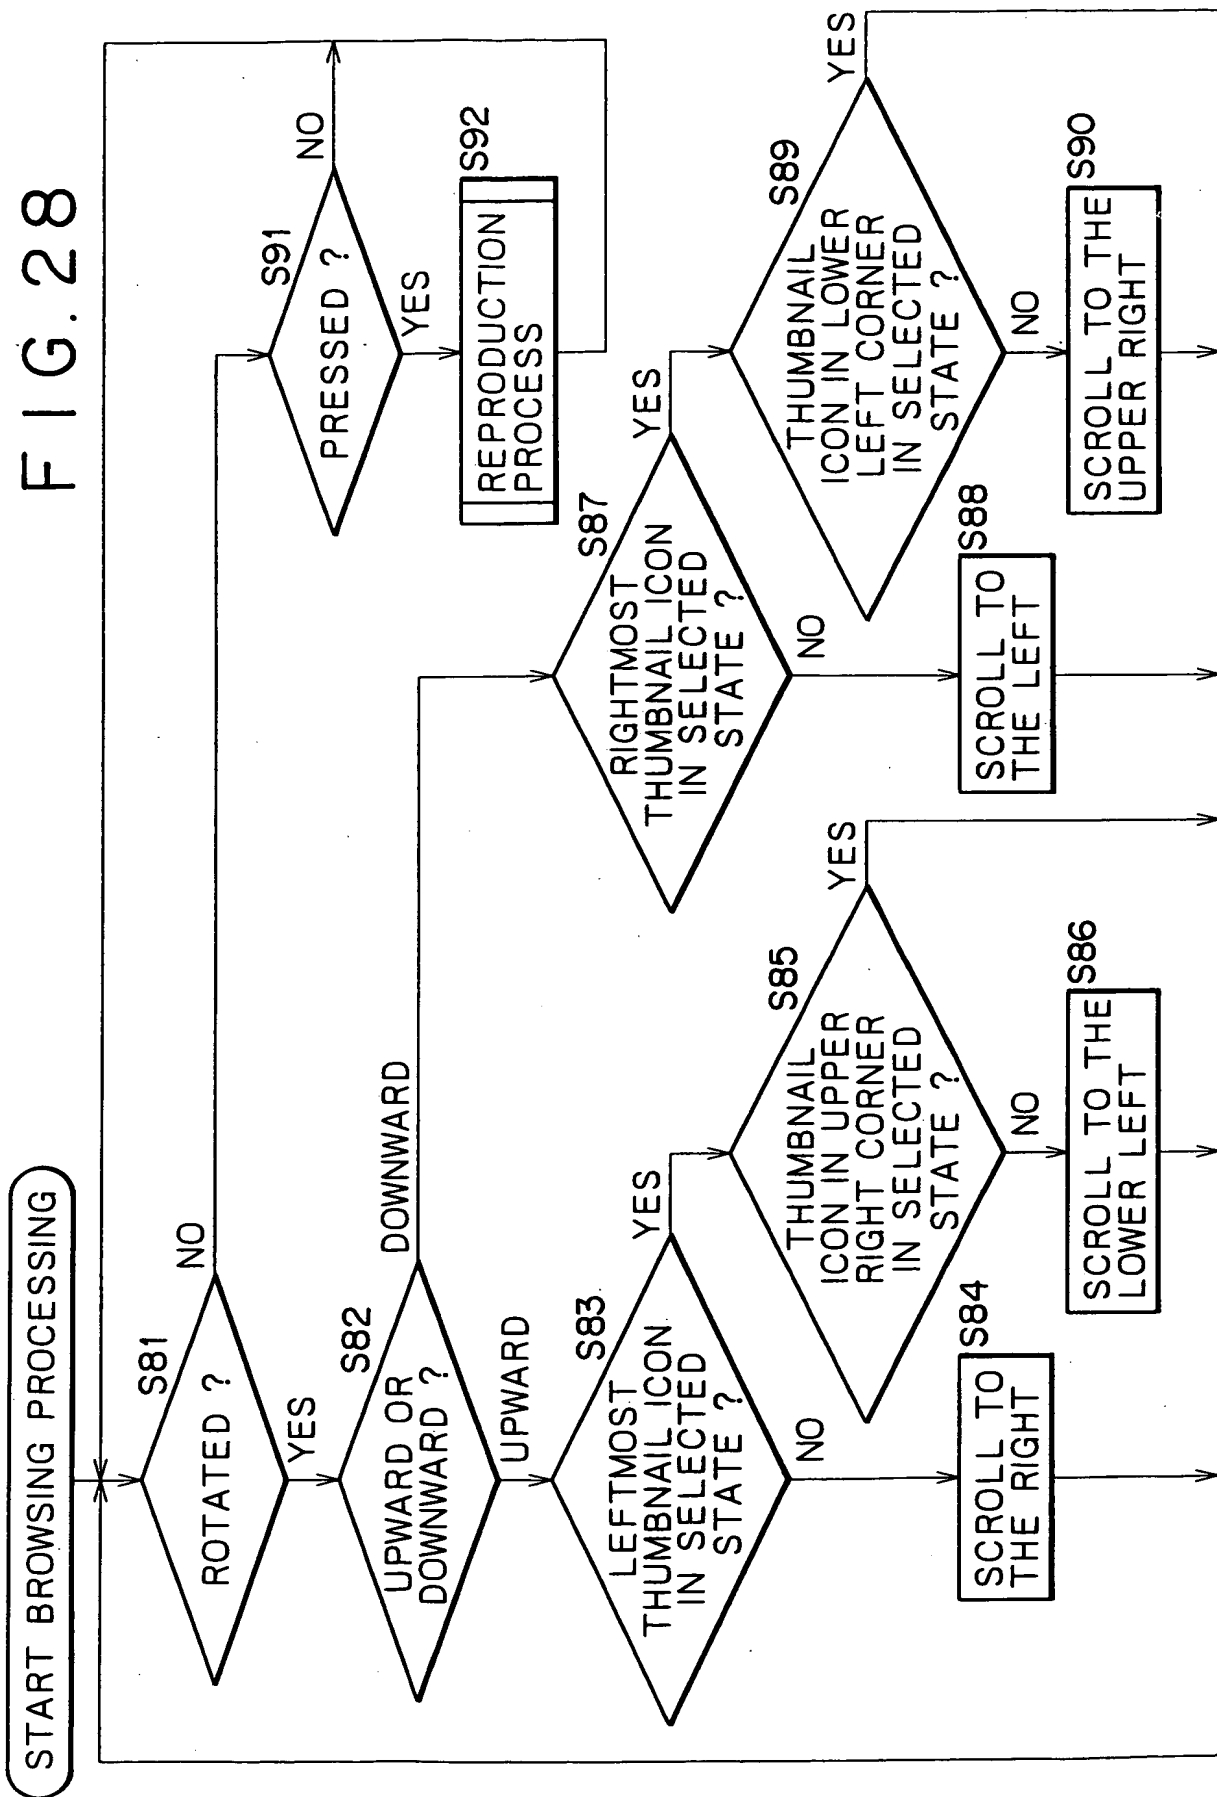 FIG. 28
START BROWSING PROCESSING
S81
ROTATED ?
NO
YES
S82
UPWARD OR
DOWNWARD ?
DOWNWARD
UPWARD
S83
LEFTMOST
THUMBNAIL ICON
IN SELECTED
STATE ?
YES
NO
S84
SCROLL TO
THE RIGHT
S85
THUMBNAIL
ICON IN UPPER
RIGHT CORNER
IN SELECTED
STATE ?
YES
NO
S86
SCROLL TO THE
LOWER LEFT
S87
RIGHTMOST
THUMBNAIL ICON
IN SELECTED
STATE ?
YES
NO
S88
SCROLL TO
THE LEFT
S89
THUMBNAIL
ICON IN LOWER
LEFT CORNER
IN SELECTED
STATE ?
YES
NO
S90
SCROLL TO THE
UPPER RIGHT
S91
PRESSED ?
NO
YES
S92
REPRODUCTION
PROCESS